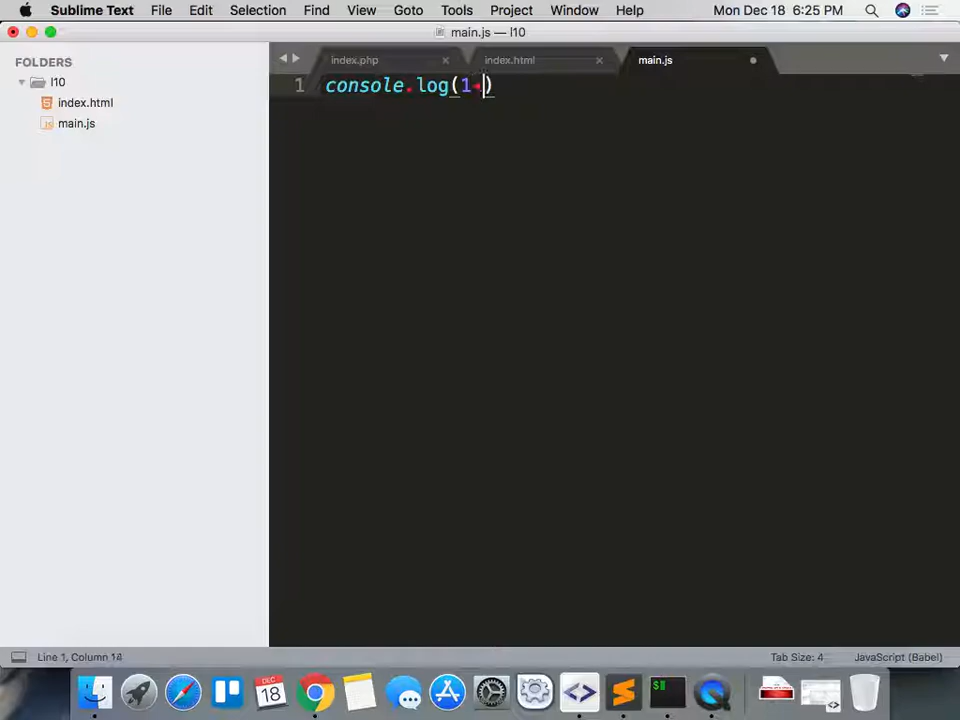 Sublime Text File Edit Selection Find View Goto Tools Project Window Help Mon Dec 18 6:25 PM
main.js — l10
FOLDERS
l10
index.html
main.js
index.php
index.html
main.js
1 console.log(1 )
Line 1, Column 14
Tab Size: 4
JavaScript (Babel)
DEC
18